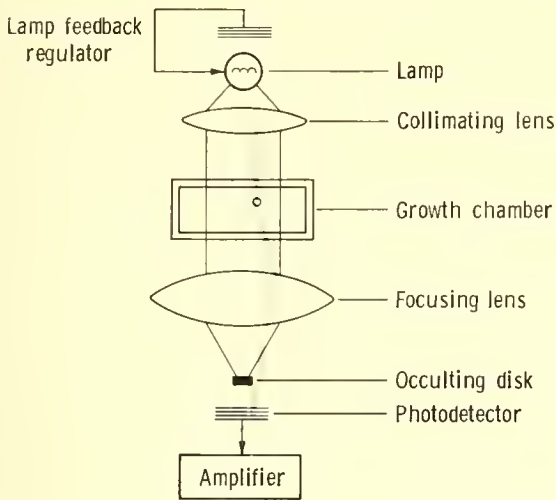 Lamp feedback
regulator
Lamp
Collimating lens
Growth chamber
Focusing lens
Occulting disk
Photodetector
Amplifier